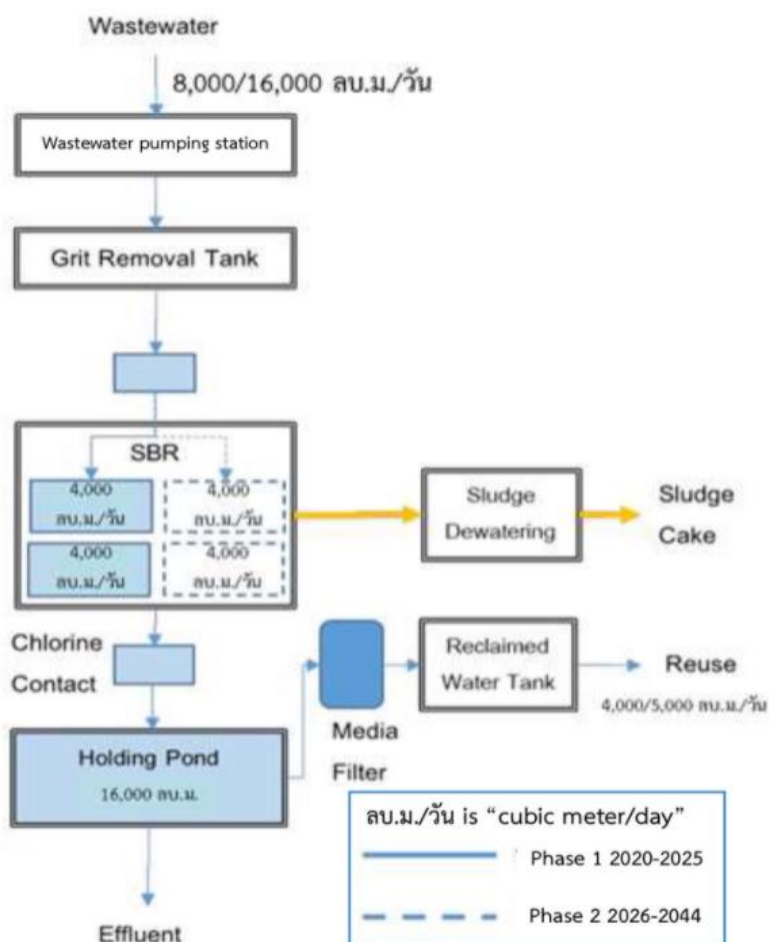 Wastewater
8,000/16,000 ลบ.ม./วัน
Wastewater pumping station
Grit Removal Tank
SBR
4,000
ลบ.ม./วัน
4,000
ลบ.ม./วัน
4,000
ลบ.ม./วัน
4,000
ลบ.ม./วัน
Sludge
Dewatering
Sludge
Cake
Chlorine
Contact
Media
Filter
Reclaimed
Water Tank
Reuse
4,000/5,000 ลบ.ม./วัน
Holding Pond
16,000 ลบ.ม.
Effluent
ลบ.ม./วัน is “cubic meter/day”
Phase 1 2020-2025
Phase 2 2026-2044